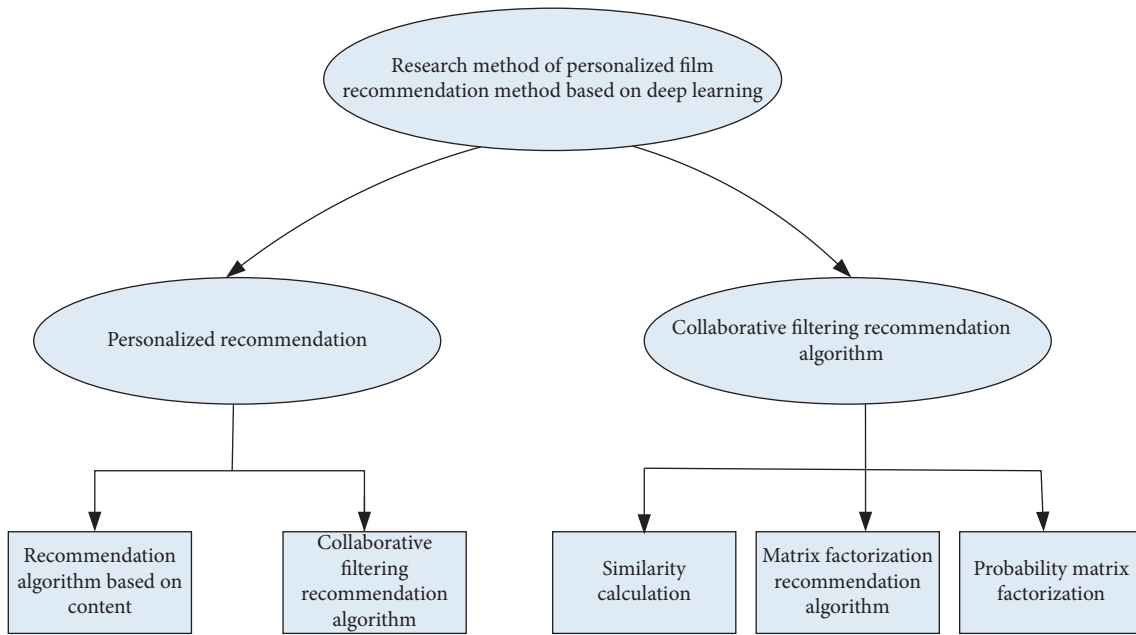 Research method of personalized film
recommendation method based on deep learning
Personalized recommendation
Collaborative filtering recommendation
algorithm
Recommendation
algorithm based on
content
Collaborative
filtering
recommendation
algorithm
Similarity
calculation
Matrix factorization
recommendation
algorithm
Probability matrix
factorization